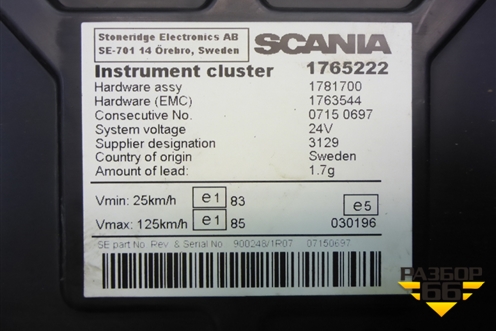 Stoneridge Electronics AB
SE-701 14 Örebro, Sweden
SCANIA
Instrument cluster 1765222
Hardware assy 1781700
Hardware (EMC) 1763544
Consecutive No. 0715 0697
System voltage 24V
Supplier designation 3129
Country of origin Sweden
Amount of lead: 1.7g
Vmin: 25km/h e1 83
e5
Vmax: 125km/h e1 85 030196
SE part No. Rev. & Serial No. 900248/1R07 07150697
РАЗБОР
66